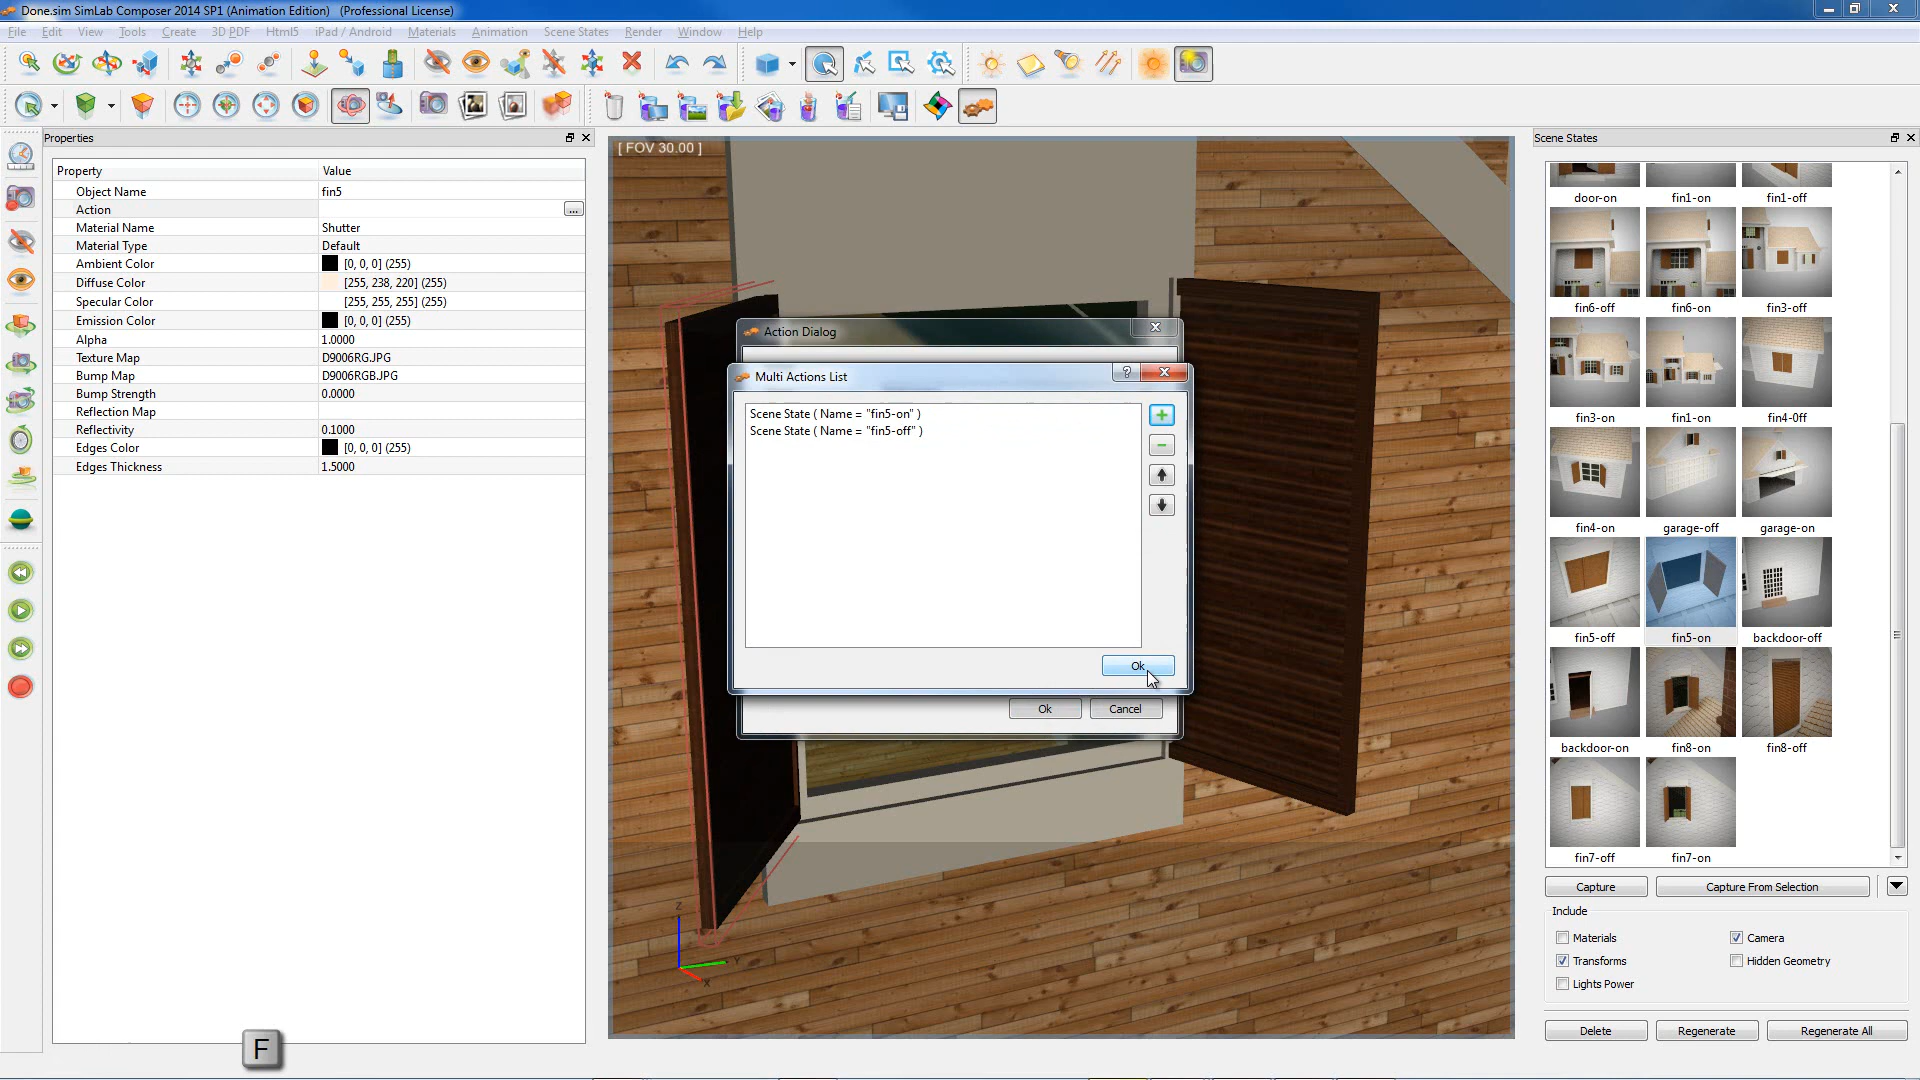 Done.sim SimLab Composer 2014 SP1 (Animation Edition)   (Professional License)
File Edit View Tools Create 3D PDF Html5 iPad / Android Materials Animation Scene States Render Window Help
Properties
Property Value
Object Name fin5
Action ...
Material Name Shutter
Material Type Default
Ambient Color [0, 0, 0] (255)
Diffuse Color [255, 238, 220] (255)
Specular Color [255, 255, 255] (255)
Emission Color [0, 0, 0] (255)
Alpha 1.0000
Texture Map D9006RG.JPG
Bump Map D9006RGB.JPG
Bump Strength 0.0000
Reflection Map
Reflectivity 0.1000
Edges Color [0, 0, 0] (255)
Edges Thickness 1.5000
F
[ FOV 30.00 ]
Action Dialog
Multi Actions List
?
Scene State ( Name = "fin5-on" )
Scene State ( Name = "fin5-off" )
Ok
Ok Cancel
Z
Y
X
Scene States
door-on fin1-on fin1-off
fin6-off fin6-on fin3-off
fin3-on fin1-on fin4-0ff
fin4-on garage-off garage-on
fin5-off fin5-on backdoor-off
backdoor-on fin8-on fin8-off
fin7-off fin7-on
Capture Capture From Selection
Include
Materials Camera
Transforms Hidden Geometry
Lights Power
Delete Regenerate Regenerate All